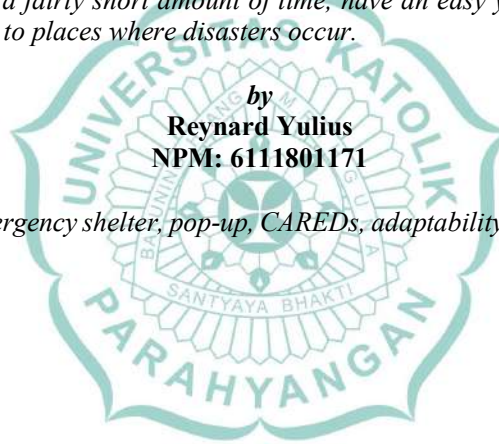 a fairly short amount of time, have an easy y
to places where disasters occur.
by
Reynard Yulius
NPM: 6111801171
ergency shelter, pop-up, CAREDs, adaptability
UNIVERSITAS KATOLIK
PARAHYANGAN
SANTYAYA BHAKTI